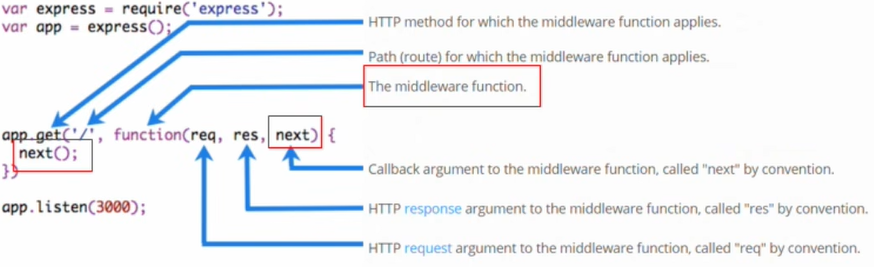 var express = require('express');
var app = express();
HTTP method for which the middleware function applies.
Path (route) for which the middleware function applies.
The middleware function.
app.get('/', function(req, res, next) {
next();
})
Callback argument to the middleware function, called "next" by convention.
app.listen(3000);
HTTP response argument to the middleware function, called "res" by convention.
HTTP request argument to the middleware function, called "req" by convention.